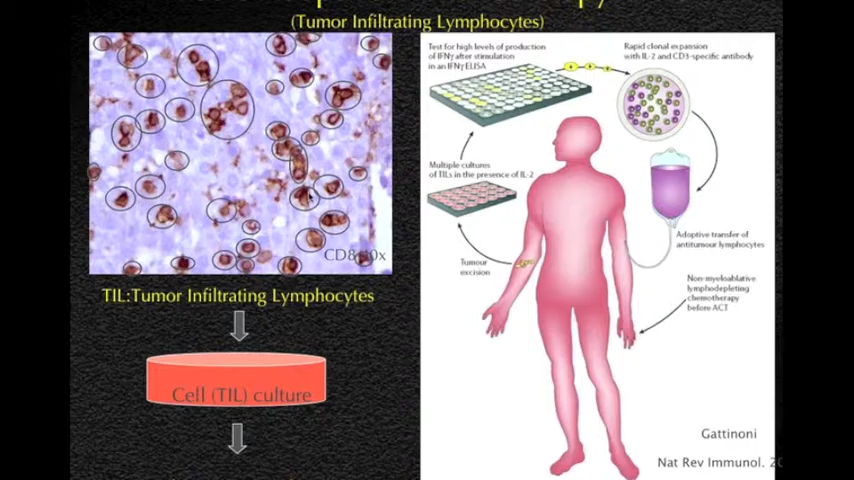 (Tumor Infiltrating Lymphocytes)
Test for high levels of production
of IFNγ after stimulation
in an IFNγ ELISA
Rapid clonal expansion
with IL-2 and CD3-specific antibody
Multiple cultures
of TILs in the presence of IL-2
Adoptive transfer of
antitumour lymphocytes
Tumour
excision
Non-myeloablative
lymphodepleting
chemotherapy
before ACT
CD8
TIL:Tumor Infiltrating Lymphocytes
Cell (TIL) culture
Gattinoni
Nat Rev Immunol.